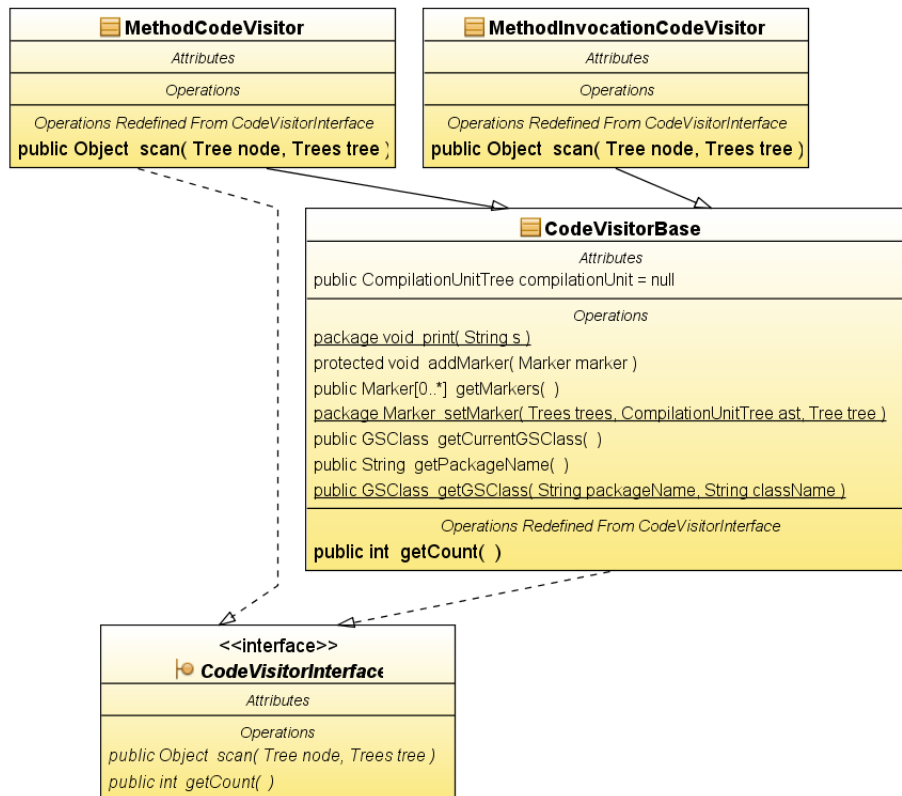 MethodCodeVisitor
Attributes
Operations
Operations Redefined From CodeVisitorInterface
public Object scan( Tree node, Trees tree )
MethodInvocationCodeVisitor
Attributes
Operations
Operations Redefined From CodeVisitorInterface
public Object scan( Tree node, Trees tree )
CodeVisitorBase
Attributes
public CompilationUnitTree compilationUnit = null
Operations
package void print( String s )
protected void addMarker( Marker marker )
public Marker[0..*] getMarkers( )
package Marker setMarker( Trees trees, CompilationUnitTree ast, Tree tree )
public GSClass getCurrentGSClass( )
public String getPackageName( )
public GSClass getGSClass( String packageName, String className )
Operations Redefined From CodeVisitorInterface
public int getCount( )
<<interface>>
CodeVisitorInterface
Attributes
Operations
public Object scan( Tree node, Trees tree )
public int getCount( )